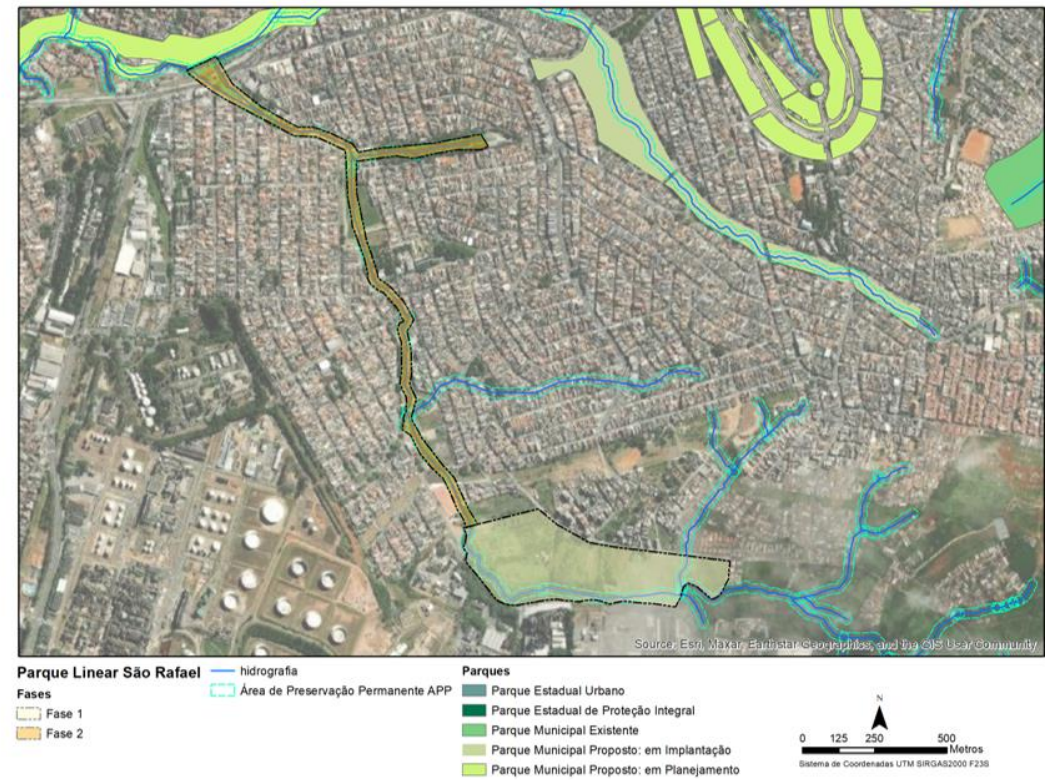 Source: Esri, Maxar, Earthstar Geographics, and the GIS User Community
Parque Linear São Rafael
Fases
Fase 1
Fase 2
hidrografia
Área de Preservação Permanente APP
Parques
Parque Estadual Urbano
Parque Estadual de Proteção Integral
Parque Municipal Existente
Parque Municipal Proposto: em Implantação
Parque Municipal Proposto: em Planejamento
N
0 125 250 500
Metros
Sistema de Coordenadas UTM SIRGAS2000 F23S